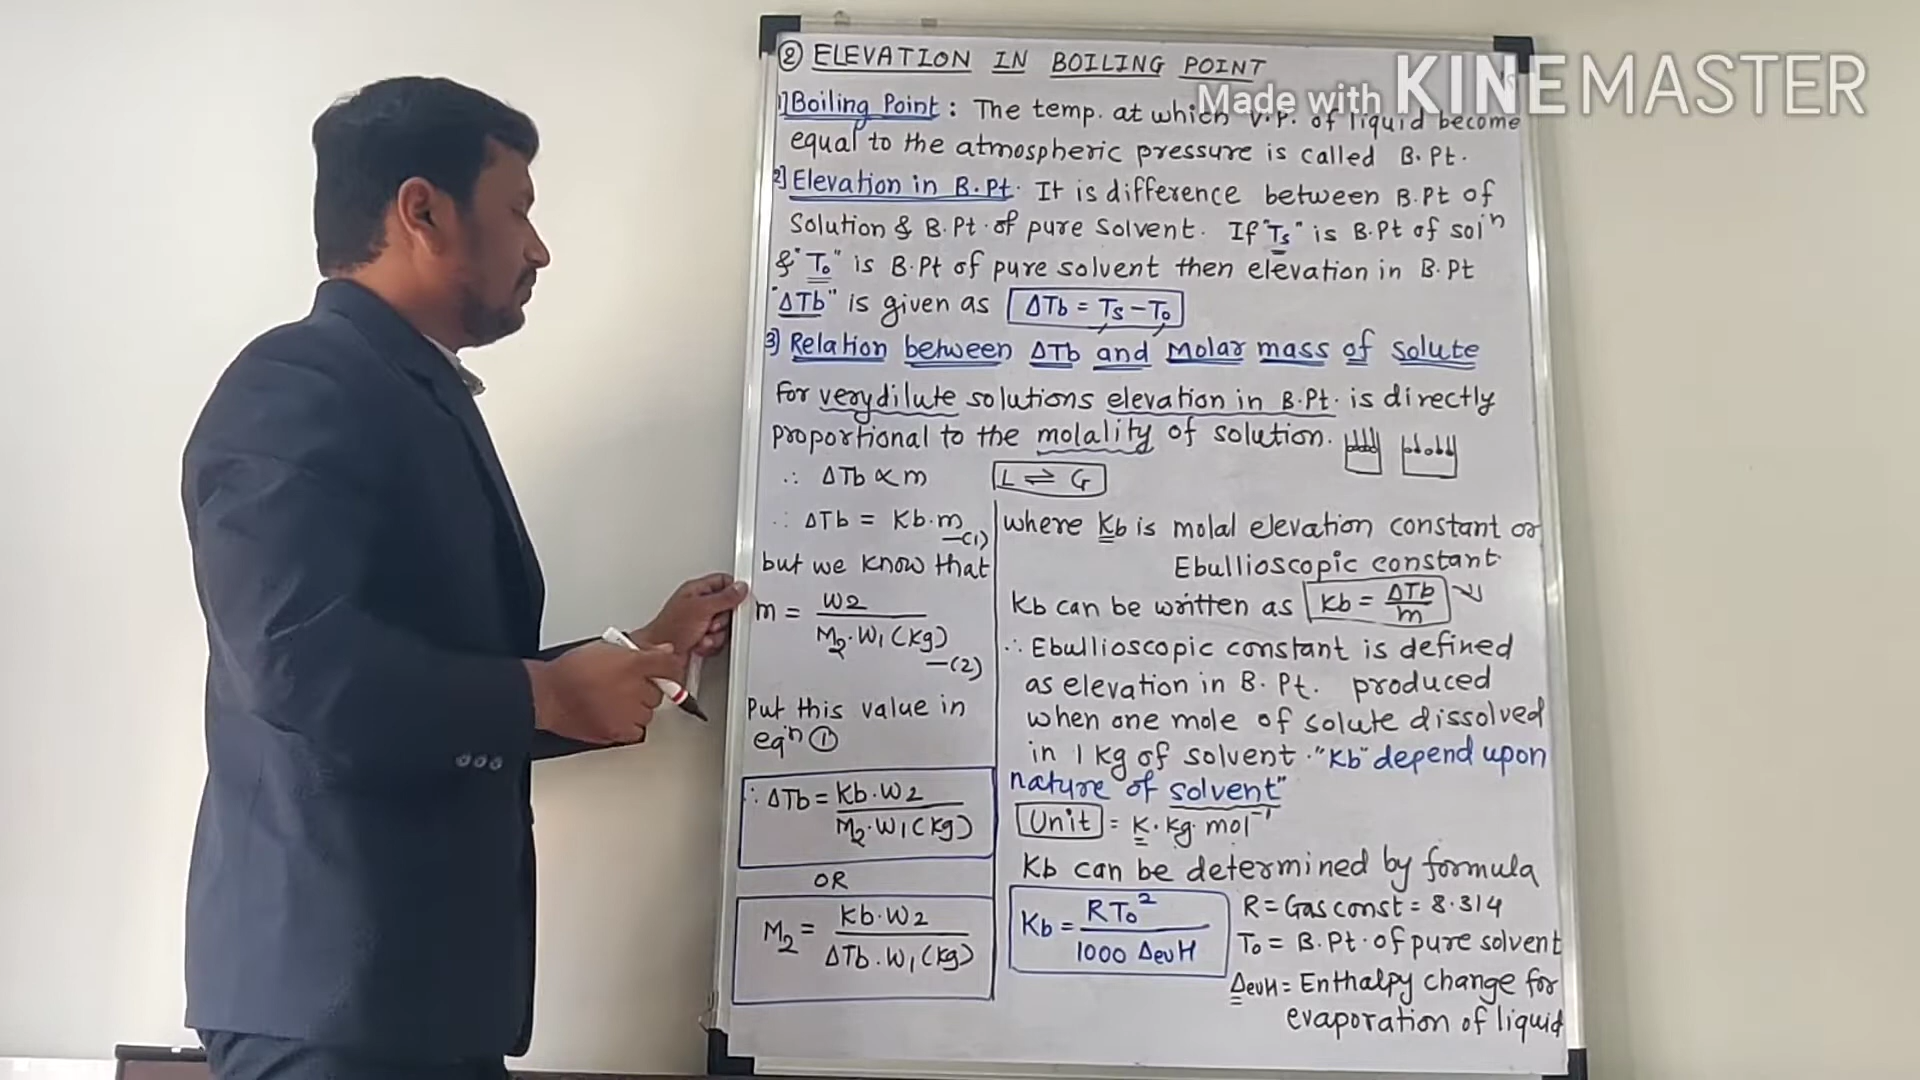 ② ELEVATION IN BOILING POINT
Made with KINEMASTER
1] Boiling Point : The temp. at which V.P. of liquid become
equal to the atmospheric pressure is called B.Pt.
2] Elevation in B.Pt. It is difference between B.Pt of
Solution & B.Pt. of pure solvent. If "Ts" is B.Pt of solⁿ
& "T₀" is B.Pt of pure solvent then elevation in B.Pt
"ΔTb" is given as ΔTb = Ts – T₀
3) Relation between ΔTb and Molar mass of solute
For very dilute solutions elevation in B.Pt. is directly
proportional to the molality of solution.
∴ ΔTb ∝ m L ⇌ G
∴ ΔTb = Kb.m —(1)
but we know that
m = W2 / M₂.W₁(kg) —(2)
Put this value in
eqⁿ ①
∴ ΔTb = Kb.W2 / M₂.W₁(kg)
OR
M₂ = Kb.W2 / ΔTb.W₁(kg)
where Kb is molal elevation constant or
Ebullioscopic constant
Kb can be written as Kb = ΔTb / m
∴ Ebullioscopic constant is defined
as elevation in B.Pt. produced
when one mole of solute dissolved
in 1 kg of solvent. "Kb" depend upon
nature of solvent"
Unit = K.kg.mol⁻¹
Kb can be determined by formula
Kb = RT₀² / 1000 ΔevH
R = Gas const = 8.314
T₀ = B.Pt. of pure solvent
ΔevH = Enthalpy change for
evaporation of liquid